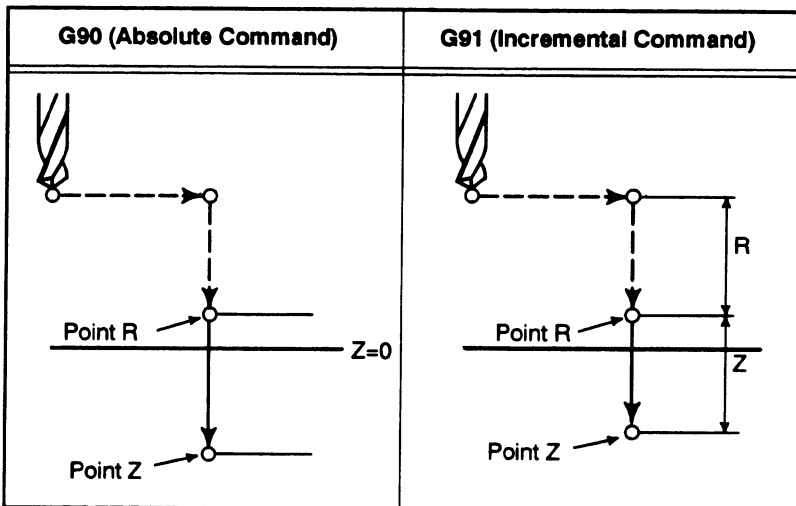 G90 (Absolute Command)
G91 (Incremental Command)
R
Point R
Z=0
Point R
Z
Point Z
Point Z